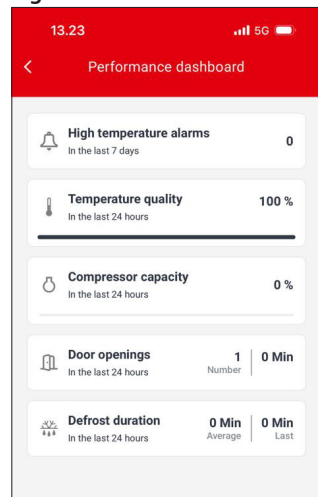 13.23 5G
Performance dashboard
High temperature alarms 0
In the last 7 days
Temperature quality 100 %
In the last 24 hours
Compressor capacity 0 %
In the last 24 hours
Door openings 1 0 Min
In the last 24 hours Number
Defrost duration 0 Min 0 Min
In the last 24 hours Average Last